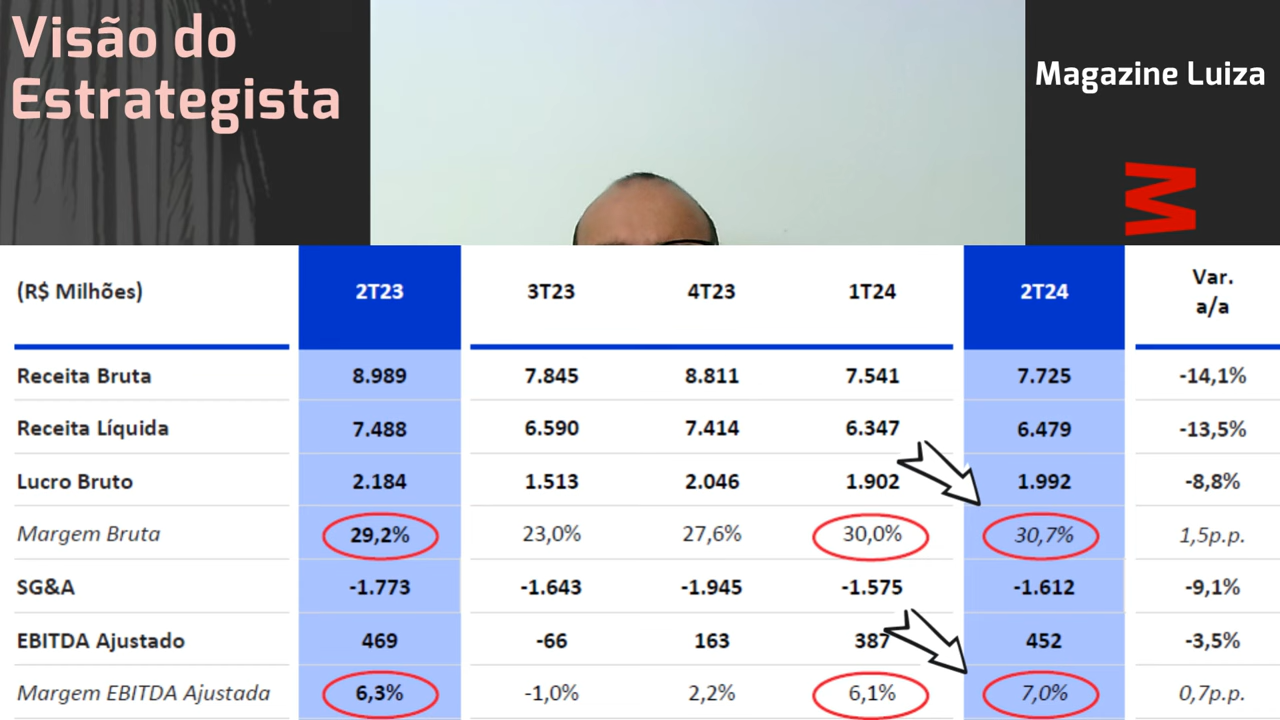 Visão do
Estrategista
Magazine Luiza
M
(R$ Milhões) 2T23 3T23 4T23 1T24 2T24 Var. a/a
Receita Bruta 8.989 7.845 8.811 7.541 7.725 -14,1%
Receita Líquida 7.488 6.590 7.414 6.347 6.479 -13,5%
Lucro Bruto 2.184 1.513 2.046 1.902 1.992 -8,8%
Margem Bruta 29,2% 23,0% 27,6% 30,0% 30,7% 1,5p.p.
SG&A -1.773 -1.643 -1.945 -1.575 -1.612 -9,1%
EBITDA Ajustado 469 -66 163 387 452 -3,5%
Margem EBITDA Ajustada 6,3% -1,0% 2,2% 6,1% 7,0% 0,7p.p.